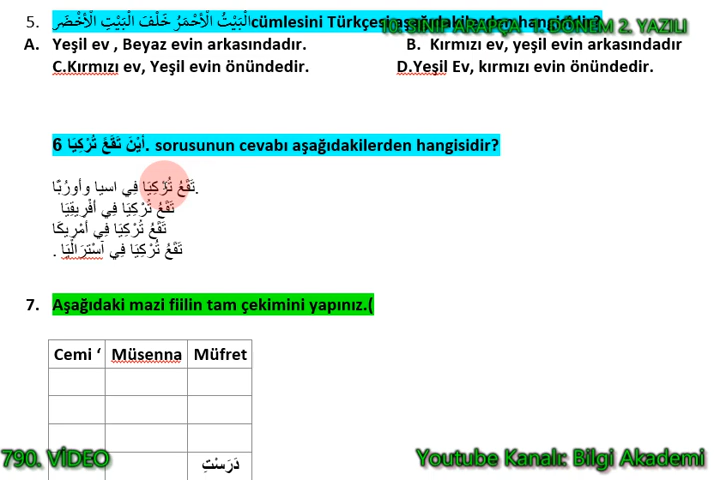 5. الْبَيْتُ الْاَحْمَرُ خَلْفَ الْبَيْتِ الْاَخْضَرِ cümlesini Türkçesi aşağıdakilerden hangisidir?
10. SINIF ARAPÇA 1. DÖNEM 2. YAZILI
A. Yeşil ev , Beyaz evin arkasındadır. B. Kırmızı ev, yeşil evin arkasındadır
C.Kırmızı ev, Yeşil evin önündedir. D.Yeşil Ev, kırmızı evin önündedir.
6 اَيْنَ تَقَعُ تُرْكِيَا. sorusunun cevabı aşağıdakilerden hangisidir?
تَقَعُ تُرْكِيَا فِي اسيا وأورُبَّا.
تَقَعُ تُرْكِيَا فِي أفْرِيقِيَا
تَقَعُ تُرْكِيَا فِي أَمْرِيكَا
تَقَعُ تُرْكِيَا فِي آسْتِرَالْيَا .
7. Aşağıdaki mazi fiilin tam çekimini yapınız.(
Cemi ‘ Müsenna Müfret
دَرَسْتِ
790. VİDEO
Youtube Kanalı: Bilgi Akademi